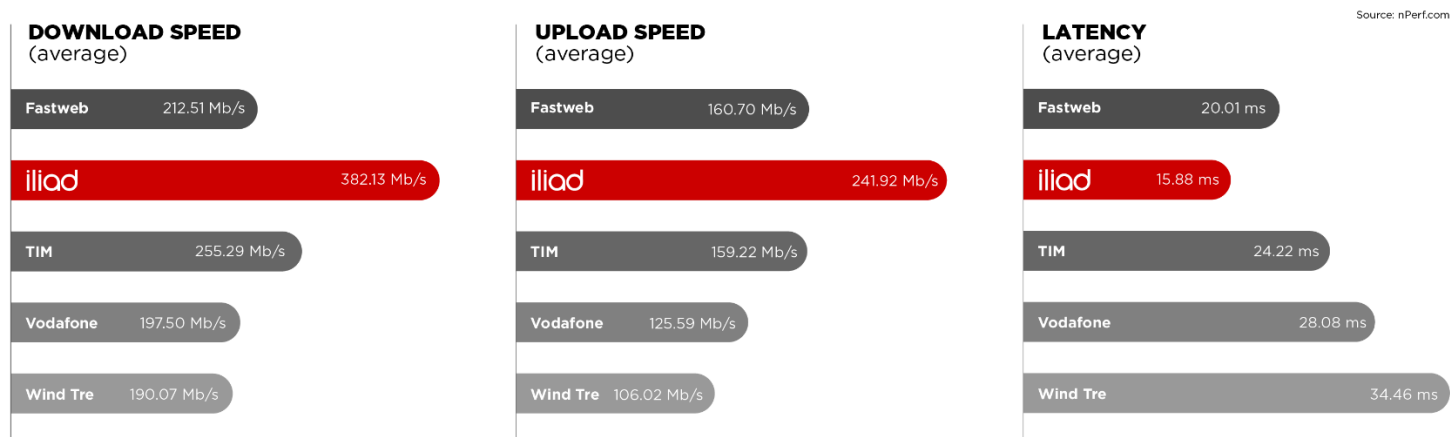 Source: nPerf.com
DOWNLOAD SPEED
(average)
Fastweb 212.51 Mb/s
iliad 382.13 Mb/s
TIM 255.29 Mb/s
Vodafone 197.50 Mb/s
Wind Tre 190.07 Mb/s
UPLOAD SPEED
(average)
Fastweb 160.70 Mb/s
iliad 241.92 Mb/s
TIM 159.22 Mb/s
Vodafone 125.59 Mb/s
Wind Tre 106.02 Mb/s
LATENCY
(average)
Fastweb 20.01 ms
iliad 15.88 ms
TIM 24.22 ms
Vodafone 28.08 ms
Wind Tre 34.46 ms